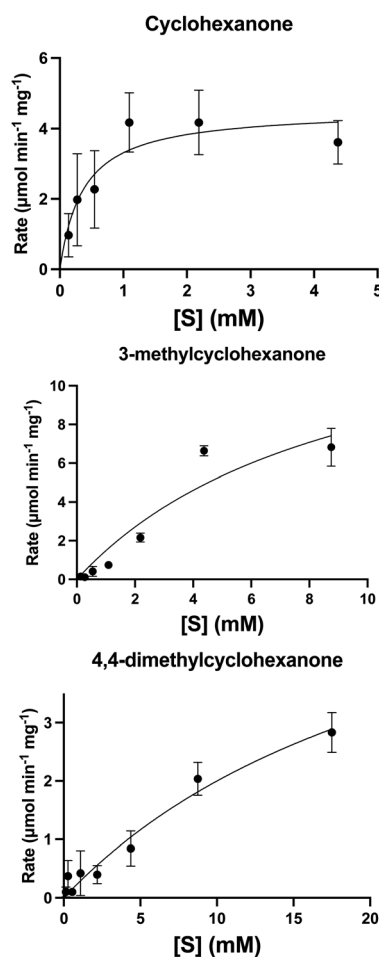 Cyclohexanone
Rate (µmol min⁻¹ mg⁻¹)
6
4
2
0
0 1 2 3 4 5
[S] (mM)
3-methylcyclohexanone
Rate (µmol min⁻¹ mg⁻¹)
10
8
6
4
2
0
0 2 4 6 8 10
[S] (mM)
4,4-dimethylcyclohexanone
Rate (µmol min⁻¹ mg⁻¹)
3
2
1
0
0 5 10 15 20
[S] (mM)